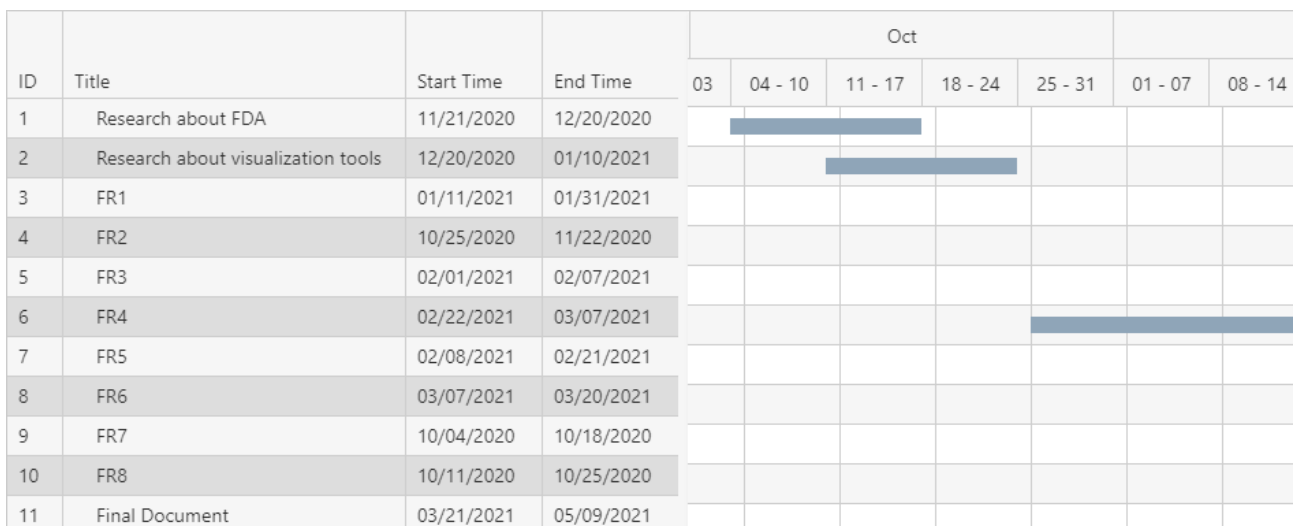 Oct
ID Title Start Time End Time 03 04 - 10 11 - 17 18 - 24 25 - 31 01 - 07 08 - 14
1 Research about FDA 11/21/2020 12/20/2020
2 Research about visualization tools 12/20/2020 01/10/2021
3 FR1 01/11/2021 01/31/2021
4 FR2 10/25/2020 11/22/2020
5 FR3 02/01/2021 02/07/2021
6 FR4 02/22/2021 03/07/2021
7 FR5 02/08/2021 02/21/2021
8 FR6 03/07/2021 03/20/2021
9 FR7 10/04/2020 10/18/2020
10 FR8 10/11/2020 10/25/2020
11 Final Document 03/21/2021 05/09/2021